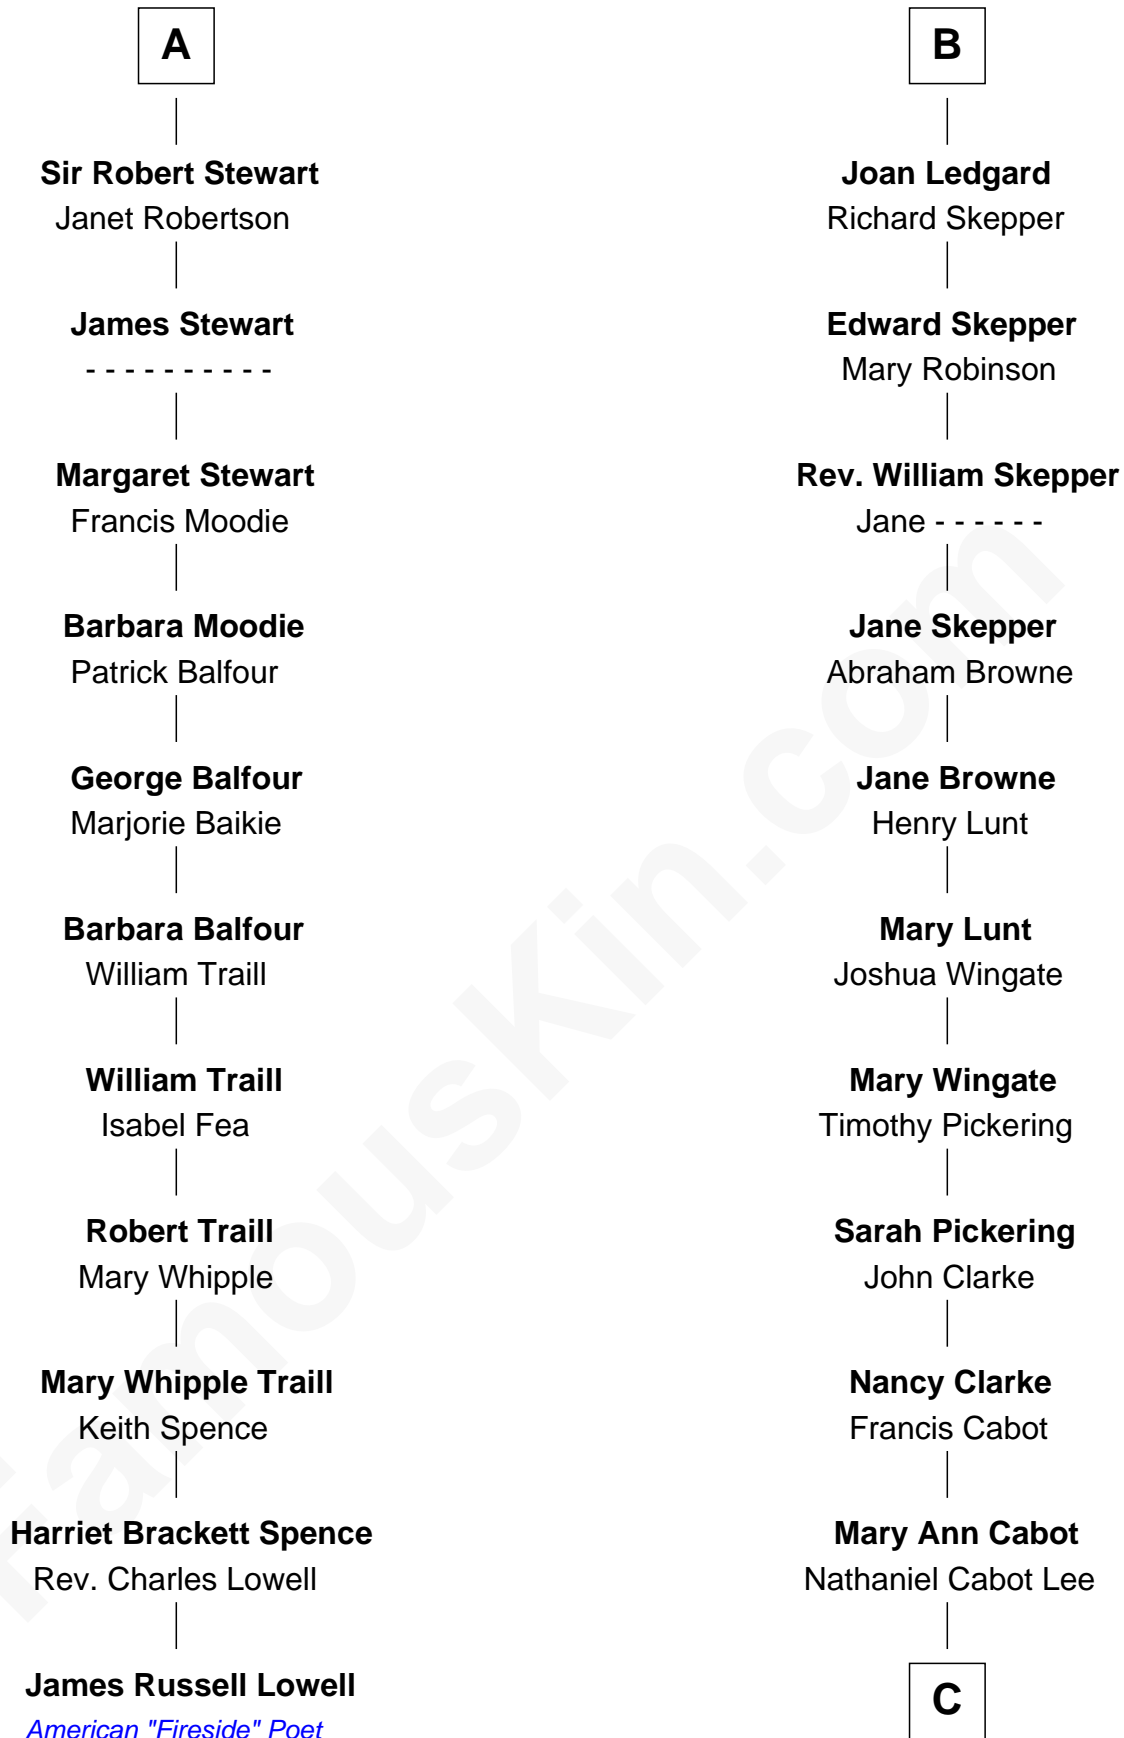 A
Sir Robert Stewart
Janet Robertson
James Stewart
- - - - - - - - - -
Margaret Stewart
Francis Moodie
Barbara Moodie
Patrick Balfour
George Balfour
Marjorie Baikie
Barbara Balfour
William Traill
William Traill
Isabel Fea
Robert Traill
Mary Whipple
Mary Whipple Traill
Keith Spence
Harriet Brackett Spence
Rev. Charles Lowell
James Russell Lowell
American "Fireside" Poet
B
Joan Ledgard
Richard Skepper
Edward Skepper
Mary Robinson
Rev. William Skepper
Jane - - - - - -
Jane Skepper
Abraham Browne
Jane Browne
Henry Lunt
Mary Lunt
Joshua Wingate
Mary Wingate
Timothy Pickering
Sarah Pickering
John Clarke
Nancy Clarke
Francis Cabot
Mary Ann Cabot
Nathaniel Cabot Lee
C
FamousKin.com